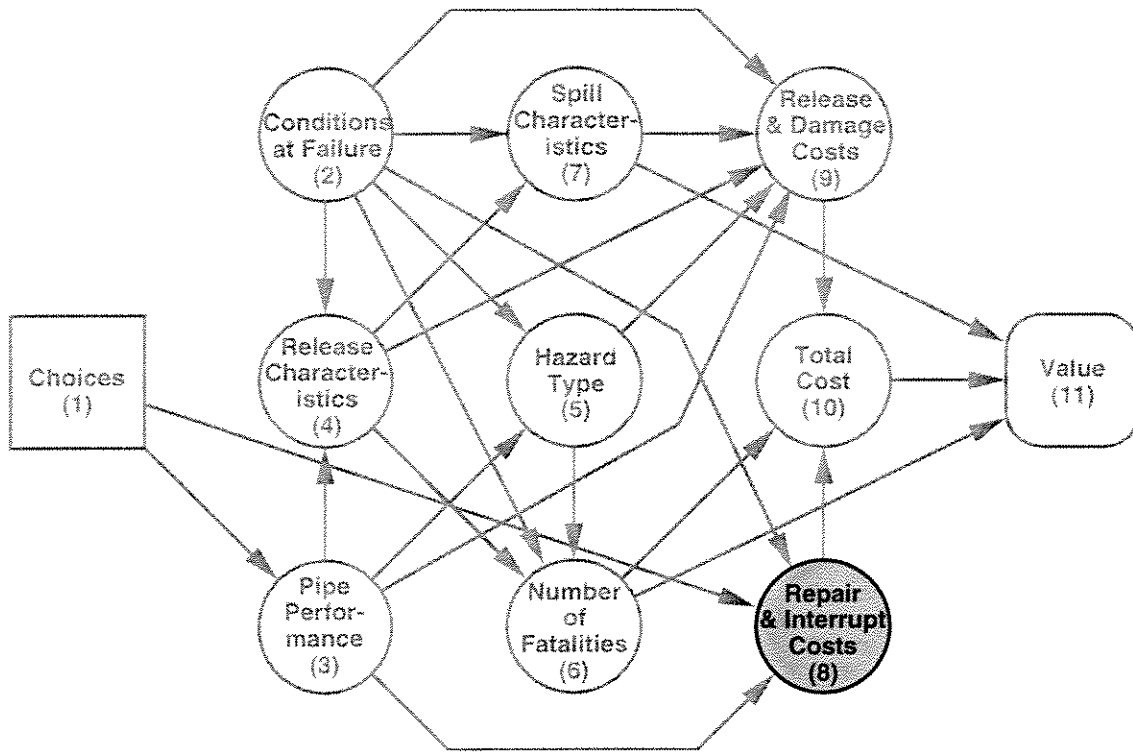 Conditions
at Failure
(2)
Spill
Character-
istics
(7)
Release
& Damage
Costs
(9)
Choices
(1)
Release
Character-
istics
(4)
Hazard
Type
(5)
Total
Cost
(10)
Value
(11)
Pipe
Perfor-
mance
(3)
Number
of
Fatalities
(6)
Repair
& Interrupt
Costs
(8)